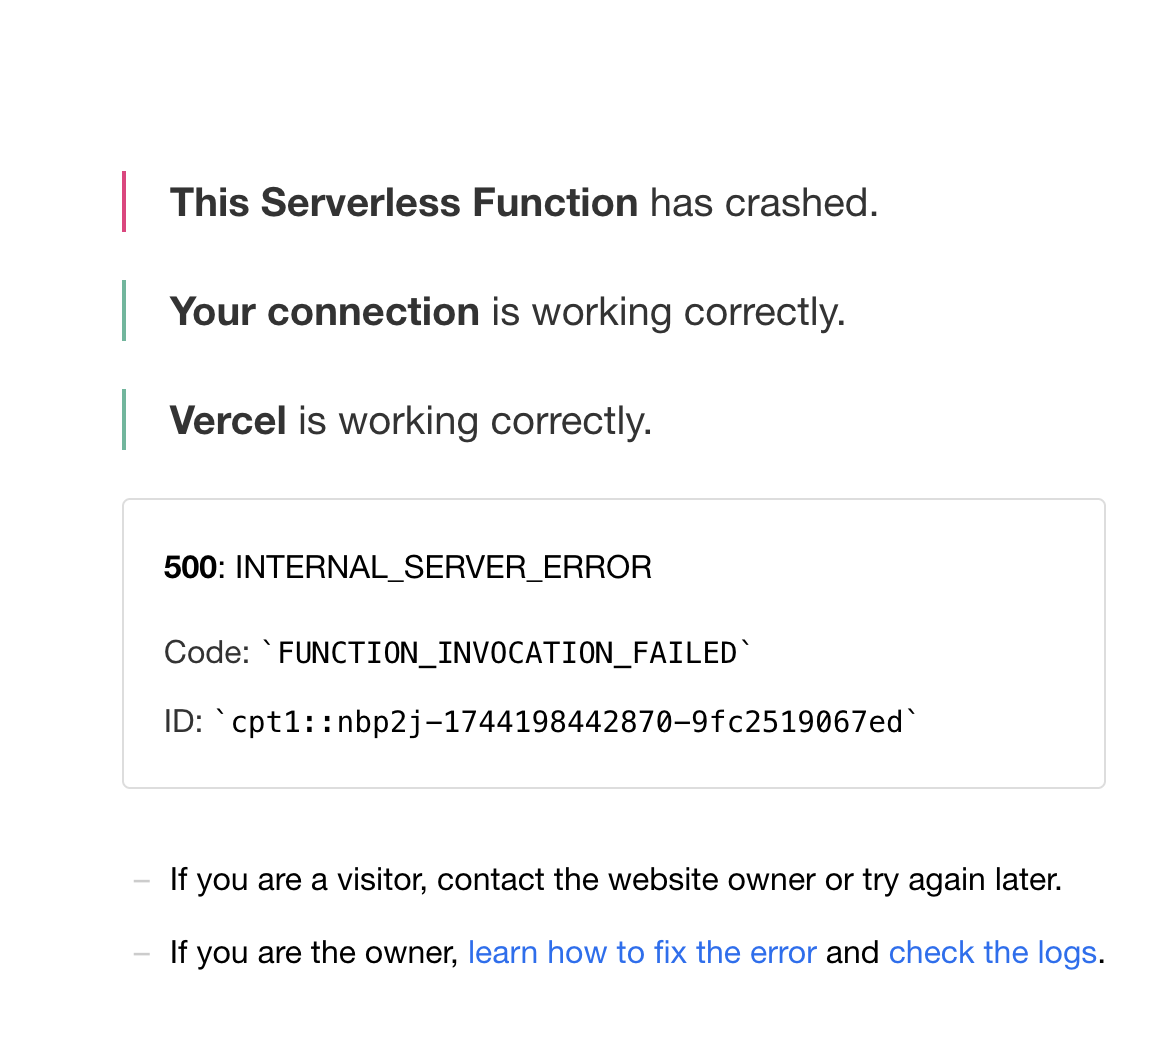 This Serverless Function has crashed.
Your connection is working correctly.
Vercel is working correctly.
500: INTERNAL_SERVER_ERROR
Code: `FUNCTION_INVOCATION_FAILED`
ID: `cpt1::nbp2j-1744198442870-9fc2519067ed`
– If you are a visitor, contact the website owner or try again later.
– If you are the owner, learn how to fix the error and check the logs.